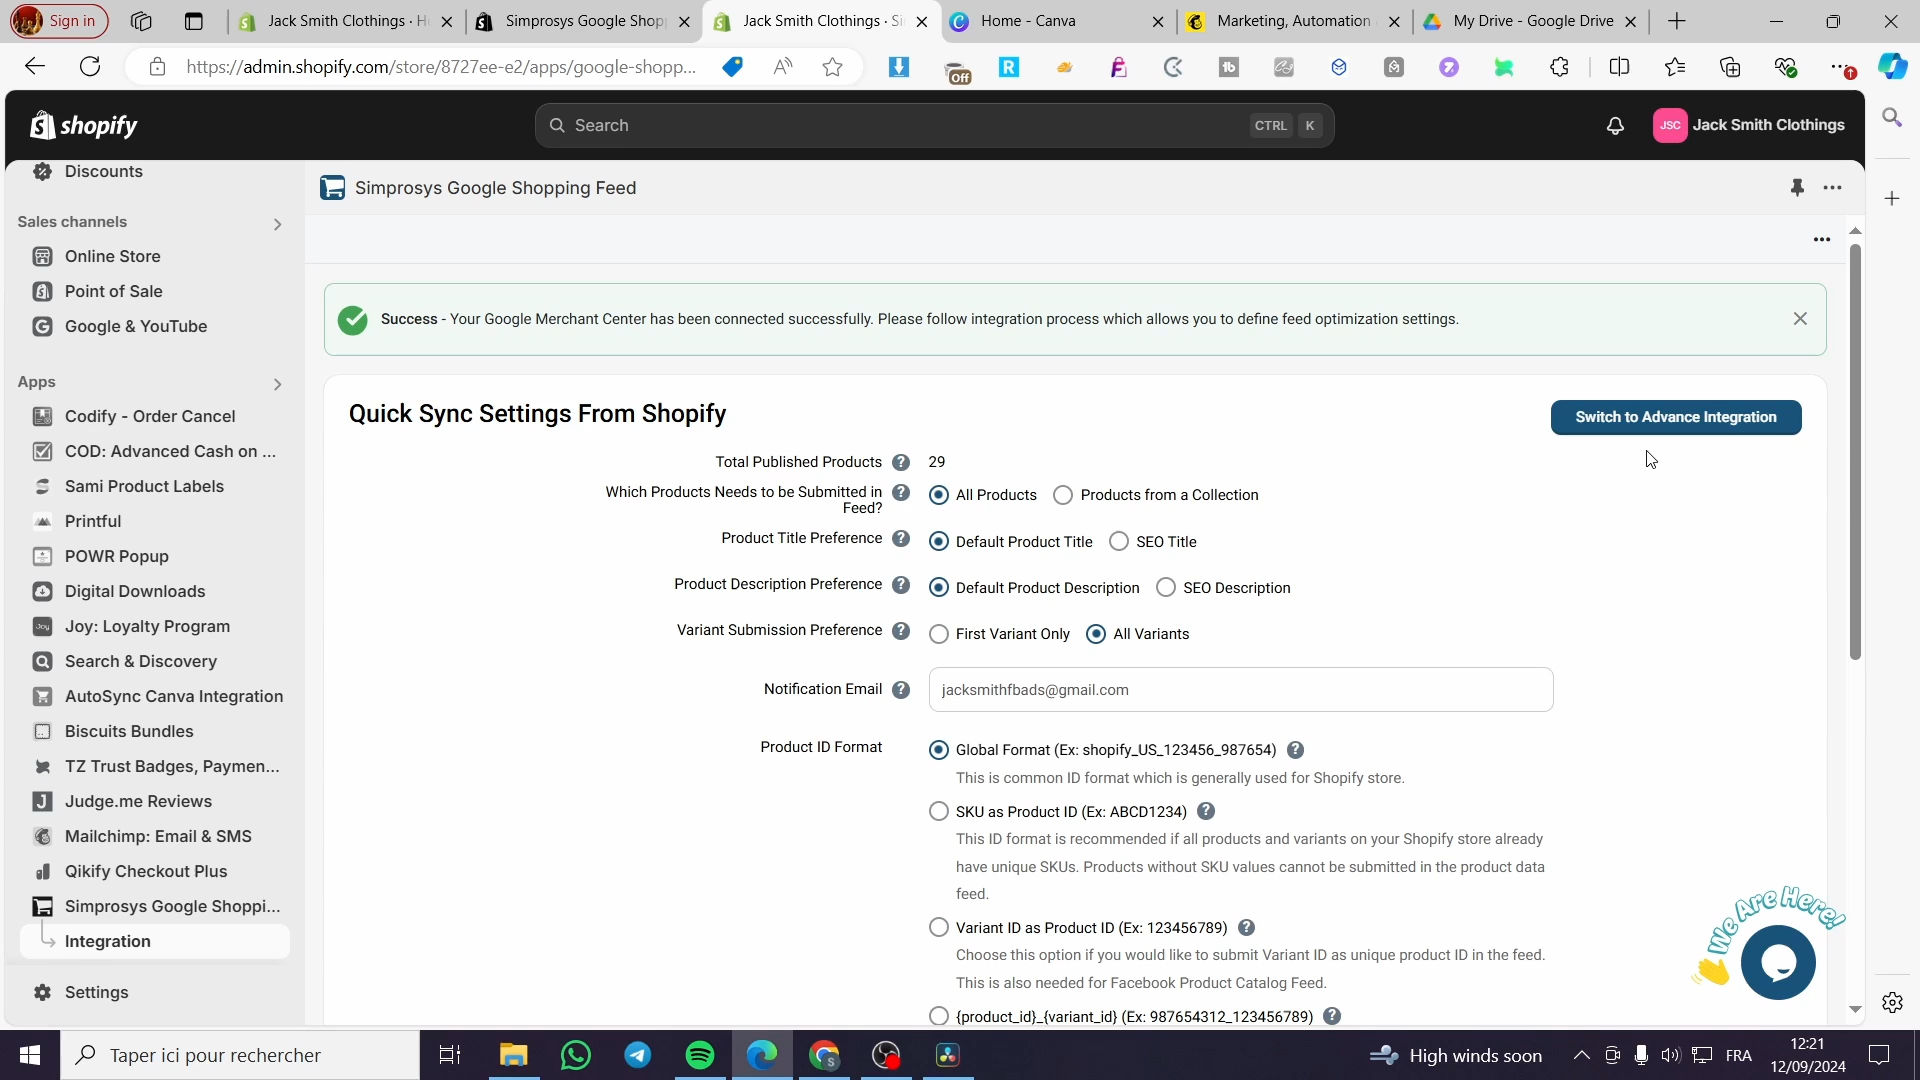 Sign in
Jack Smith Clothings · H
Simprosys Google Shopp
Jack Smith Clothings · Si
Home - Canva
Marketing, Automation
My Drive - Google Drive
https://admin.shopify.com/store/8727ee-e2/apps/google-shopp...
Off
shopify
Search
CTRL K
JSC
Jack Smith Clothings
Discounts
Sales channels
Online Store
Point of Sale
Google & YouTube
Apps
Codify - Order Cancel
COD: Advanced Cash on ...
Sami Product Labels
Printful
POWR Popup
Digital Downloads
Joy: Loyalty Program
Search & Discovery
AutoSync Canva Integration
Biscuits Bundles
TZ Trust Badges, Paymen...
Judge.me Reviews
Mailchimp: Email & SMS
Qikify Checkout Plus
Simprosys Google Shoppi...
Integration
Settings
Simprosys Google Shopping Feed
Success - Your Google Merchant Center has been connected successfully. Please follow integration process which allows you to define feed optimization settings.
Quick Sync Settings From Shopify
Switch to Advance Integration
Total Published Products ? 29
Which Products Needs to be Submitted in Feed? ? All Products Products from a Collection
Product Title Preference ? Default Product Title SEO Title
Product Description Preference ? Default Product Description SEO Description
Variant Submission Preference ? First Variant Only All Variants
Notification Email ? jacksmithfbads@gmail.com
Product ID Format Global Format (Ex: shopify_US_123456_987654) ?
This is common ID format which is generally used for Shopify store.
SKU as Product ID (Ex: ABCD1234) ?
This ID format is recommended if all products and variants on your Shopify store already
have unique SKUs. Products without SKU values cannot be submitted in the product data
feed.
Variant ID as Product ID (Ex: 123456789) ?
Choose this option if you would like to submit Variant ID as unique product ID in the feed.
This is also needed for Facebook Product Catalog Feed.
{product_id}_{variant_id} (Ex: 987654312_123456789) ?
We Are Here!
Taper ici pour rechercher
High winds soon
FRA
12:21
12/09/2024